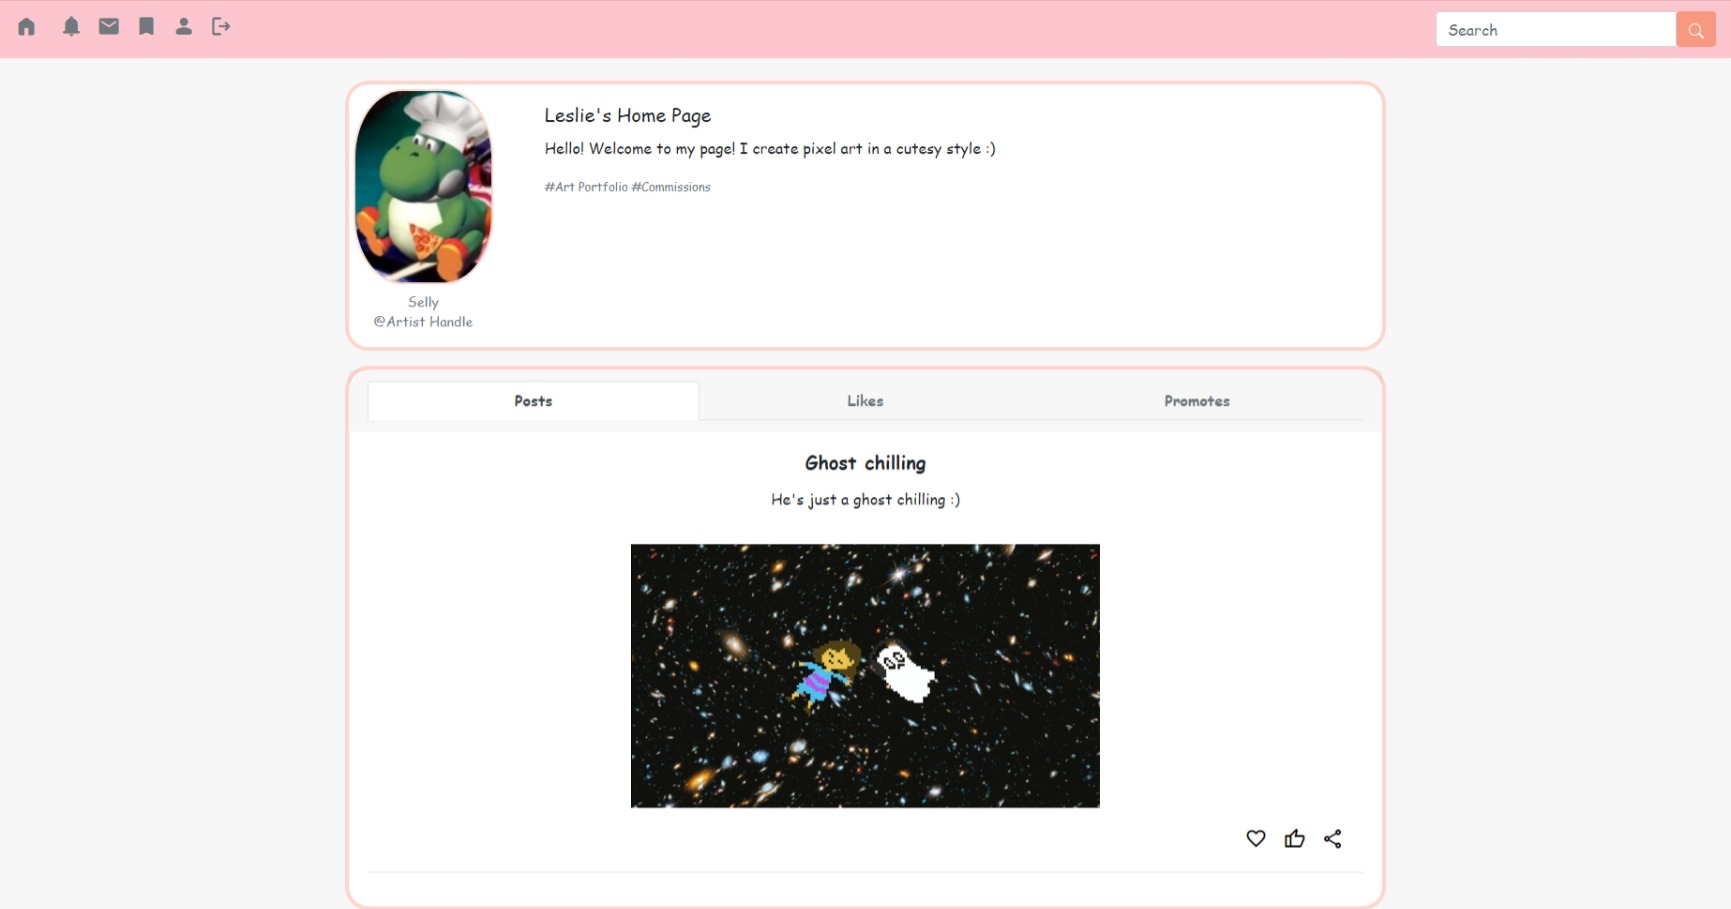 Search
Leslie's Home Page
Hello! Welcome to my page! I create pixel art in a cutesy style :)
#Art Portfolio #Commissions
Selly
@Artist Handle
Posts
Likes
Promotes
Ghost chilling
He's just a ghost chilling :)